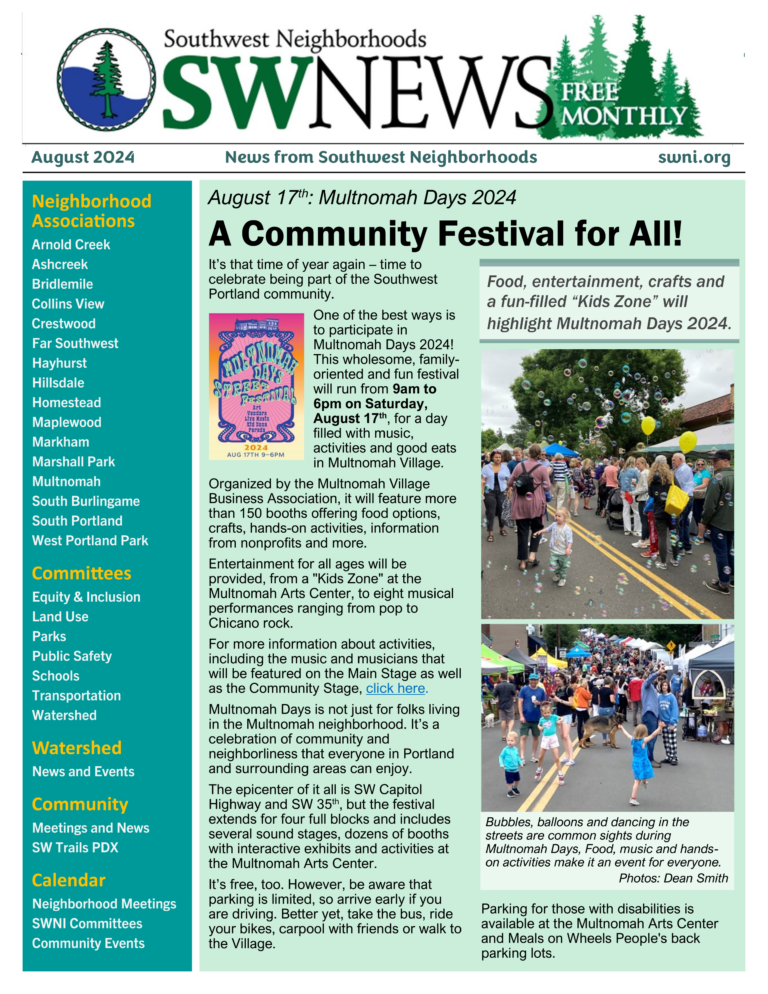 Southwest Neighborhoods
SWNEWS
FREE
MONTHLY
August 2024
News from Southwest Neighborhoods
swni.org
Neighborhood
Associations
Arnold Creek
Ashcreek
Bridlemile
Collins View
Crestwood
Far Southwest
Hayhurst
Hillsdale
Homestead
Maplewood
Markham
Marshall Park
Multnomah
South Burlingame
South Portland
West Portland Park
Committees
Equity & Inclusion
Land Use
Parks
Public Safety
Schools
Transportation
Watershed
Watershed
News and Events
Community
Meetings and News
SW Trails PDX
Calendar
Neighborhood Meetings
SWNI Committees
Community Events
August 17th: Multnomah Days 2024
A Community Festival for All!
It's that time of year again – time to
celebrate being part of the Southwest
Portland community.
MULTNOMAH
DAYS
STREET
FESTIVAL
Art
Vendors
Live Music
Kid Zone
Parade
2024
AUG 17TH 9-6PM
One of the best ways is
to participate in
Multnomah Days 2024!
This wholesome, family-
oriented and fun festival
will run from 9am to
6pm on Saturday,
August 17th, for a day
filled with music,
activities and good eats
in Multnomah Village.
Organized by the Multnomah Village
Business Association, it will feature more
than 150 booths offering food options,
crafts, hands-on activities, information
from nonprofits and more.
Entertainment for all ages will be
provided, from a "Kids Zone" at the
Multnomah Arts Center, to eight musical
performances ranging from pop to
Chicano rock.
For more information about activities,
including the music and musicians that
will be featured on the Main Stage as well
as the Community Stage, click here.
Multnomah Days is not just for folks living
in the Multnomah neighborhood. It's a
celebration of community and
neighborliness that everyone in Portland
and surrounding areas can enjoy.
The epicenter of it all is SW Capitol
Highway and SW 35th, but the festival
extends for four full blocks and includes
several sound stages, dozens of booths
with interactive exhibits and activities at
the Multnomah Arts Center.
It's free, too. However, be aware that
parking is limited, so arrive early if you
are driving. Better yet, take the bus, ride
your bikes, carpool with friends or walk to
the Village.
Food, entertainment, crafts and
a fun-filled “Kids Zone” will
highlight Multnomah Days 2024.
Bubbles, balloons and dancing in the
streets are common sights during
Multnomah Days, Food, music and hands-
on activities make it an event for everyone.
Photos: Dean Smith
Parking for those with disabilities is
available at the Multnomah Arts Center
and Meals on Wheels People's back
parking lots.